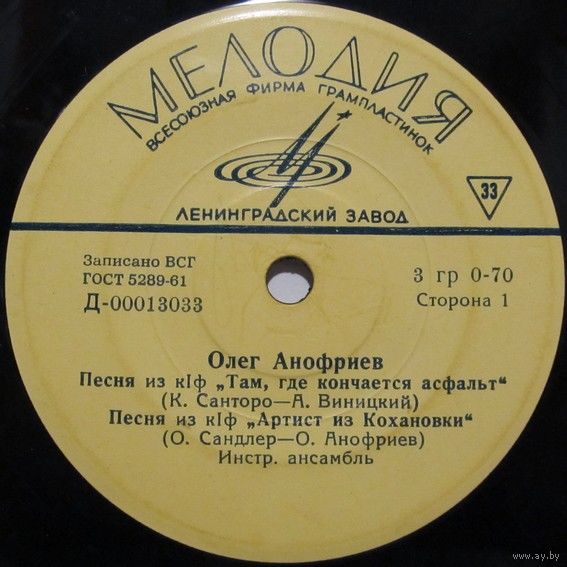 МЕЛОДИЯ
ВСЕСОЮЗНАЯ ФИРМА ГРАМПЛАСТИНОК
33
ЛЕНИНГРАДСКИЙ ЗАВОД
Записано ВСГ
ГОСТ 5289-61
Д-00013033
3 гр 0-70
Сторона 1
Олег Анофриев
Песня из к|ф „Там, где кончается асфальт“
(К. Санторо—А. Виницкий)
Песня из к|ф „Артист из Кохановки“
(О. Сандлер—О. Анофриев)
Инстр. ансамбль
www.ay.by